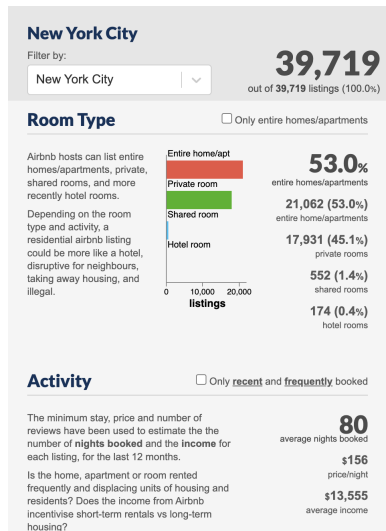 New York City
Filter by:
New York City
39,719
out of 39,719 listings (100.0%)
Room Type
Only entire homes/apartments
Airbnb hosts can list entire
homes/apartments, private,
shared rooms, and more
recently hotel rooms.
Depending on the room
type and activity, a
residential airbnb listing
could be more like a hotel,
disruptive for neighbours,
taking away housing, and
illegal.
Entire home/apt
Private room
Shared room
Hotel room
0 10,000 20,000
listings
53.0%
entire homes/apartments
21,062 (53.0%)
entire home/apartments
17,931 (45.1%)
private rooms
552 (1.4%)
shared rooms
174 (0.4%)
hotel rooms
Activity
Only recent and frequently booked
The minimum stay, price and number of
reviews have been used to estimate the the
number of nights booked and the income for
each listing, for the last 12 months.
Is the home, apartment or room rented
frequently and displacing units of housing and
residents? Does the income from Airbnb
incentivise short-term rentals vs long-term
housing?
80
average nights booked
$156
price/night
$13,555
average income